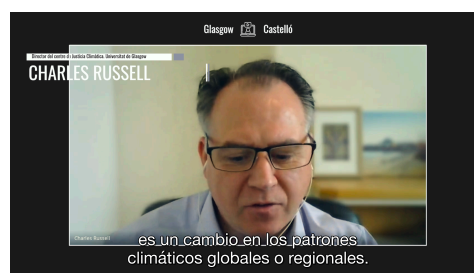 Glasgow Castelló
Director del centre de Justícia Climàtica. Universitat de Glasgow
CHARLES RUSSELL
Charles Russell
es un cambio en los patrones
climáticos globales o regionales.